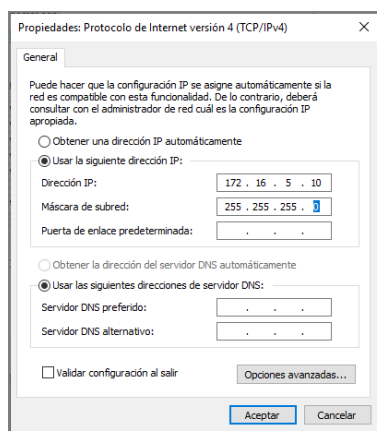 Propiedades: Protocolo de Internet versión 4 (TCP/IPv4)
General
Puede hacer que la configuración IP se asigne automáticamente si la
red es compatible con esta funcionalidad. De lo contrario, deberá
consultar con el administrador de red cuál es la configuración IP
apropiada.
Obtener una dirección IP automáticamente
Usar la siguiente dirección IP:
Dirección IP: 172 . 16 . 5 . 10
Máscara de subred: 255 . 255 . 255 . 0
Puerta de enlace predeterminada: . . .
Obtener la dirección del servidor DNS automáticamente
Usar las siguientes direcciones de servidor DNS:
Servidor DNS preferido: . . .
Servidor DNS alternativo: . . .
Validar configuración al salir
Opciones avanzadas...
Aceptar
Cancelar